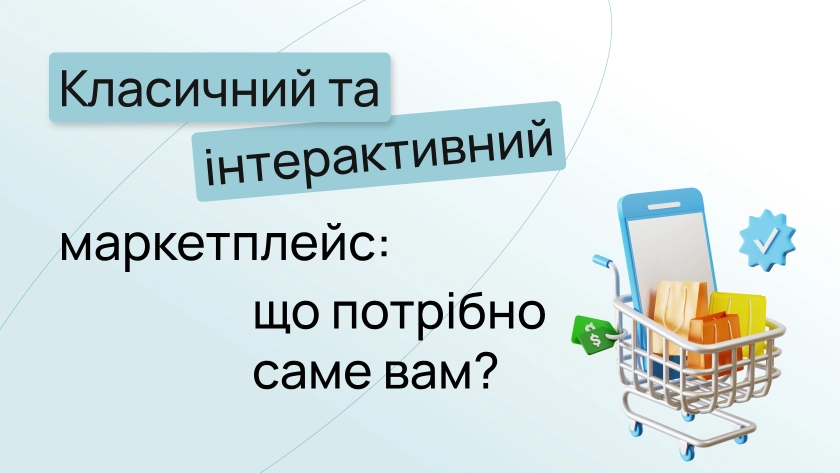 Класичний та
інтерактивний
маркетплейс:
що потрібно
саме вам?
$